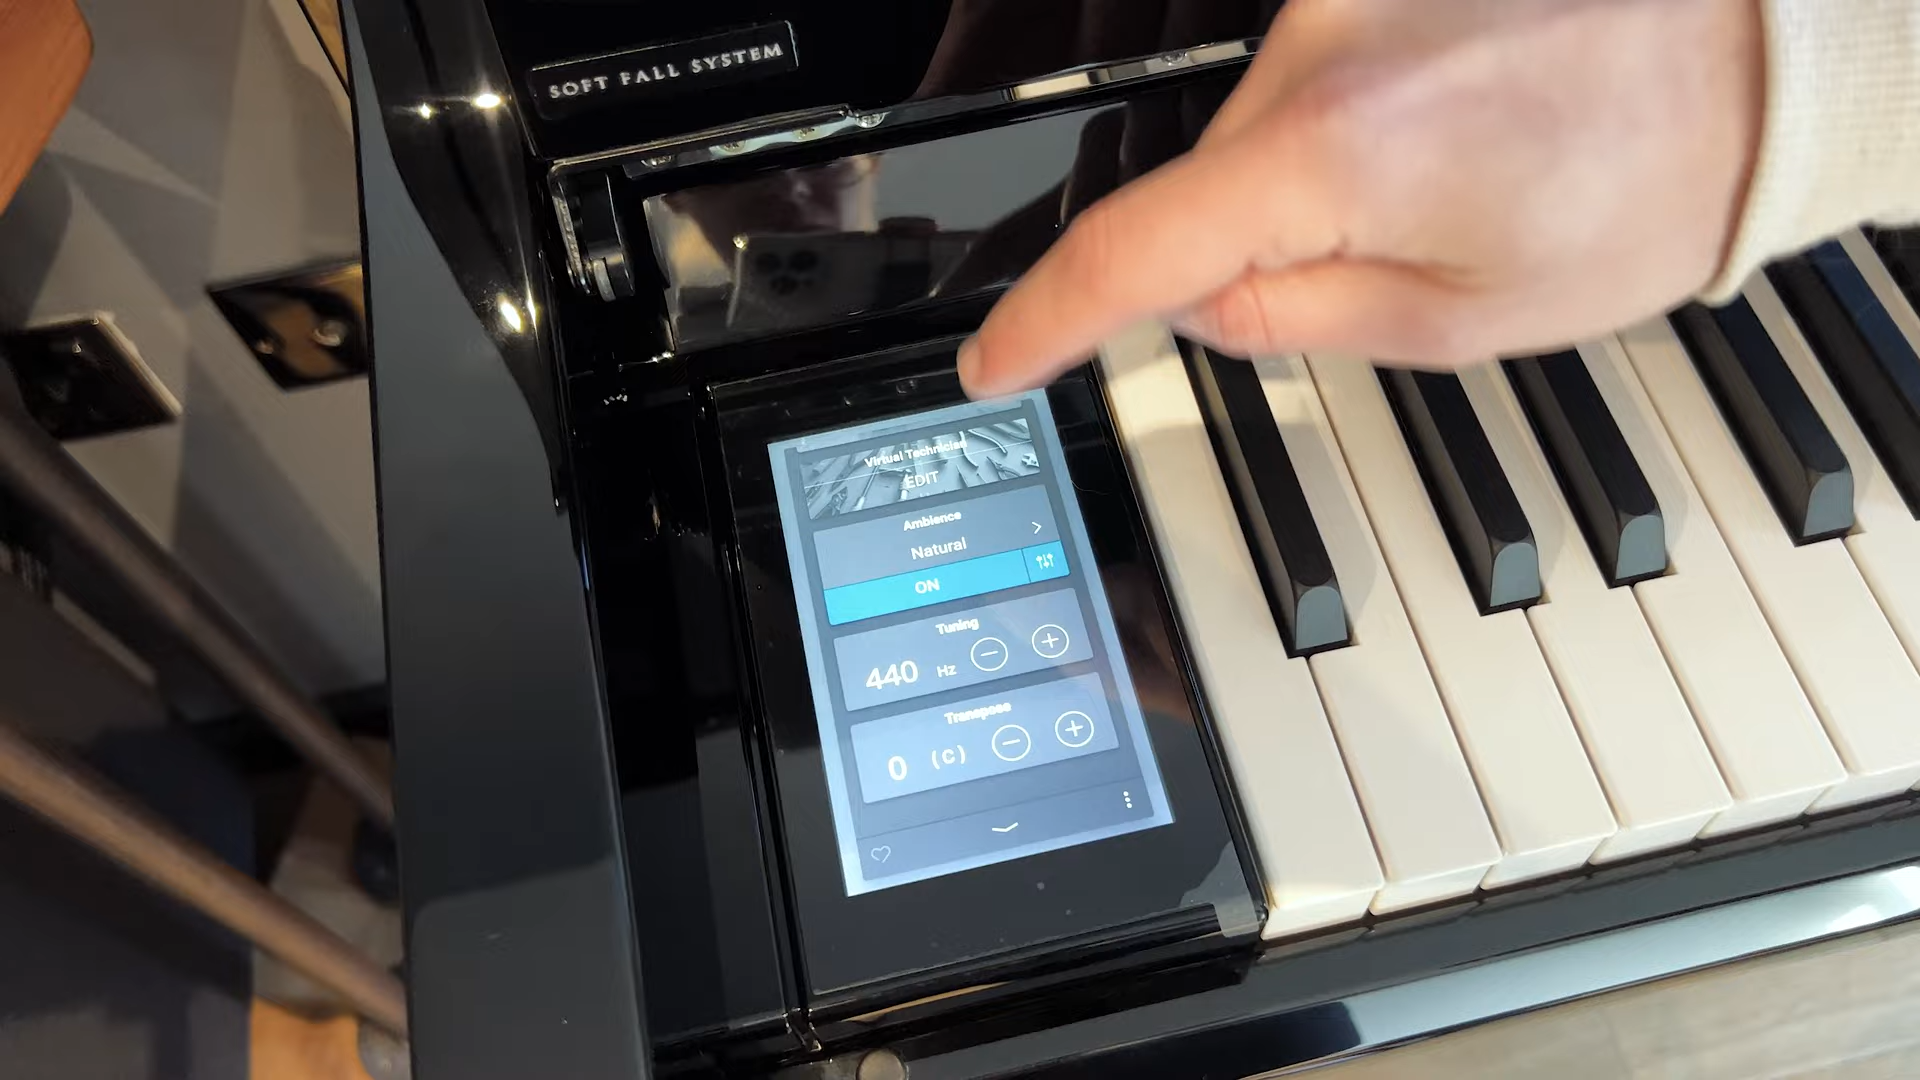 SOFT FALL SYSTEM
Virtual Technician
EDIT
Ambience
Natural
ON
Tuning
440 Hz
Transpose
0 (C)